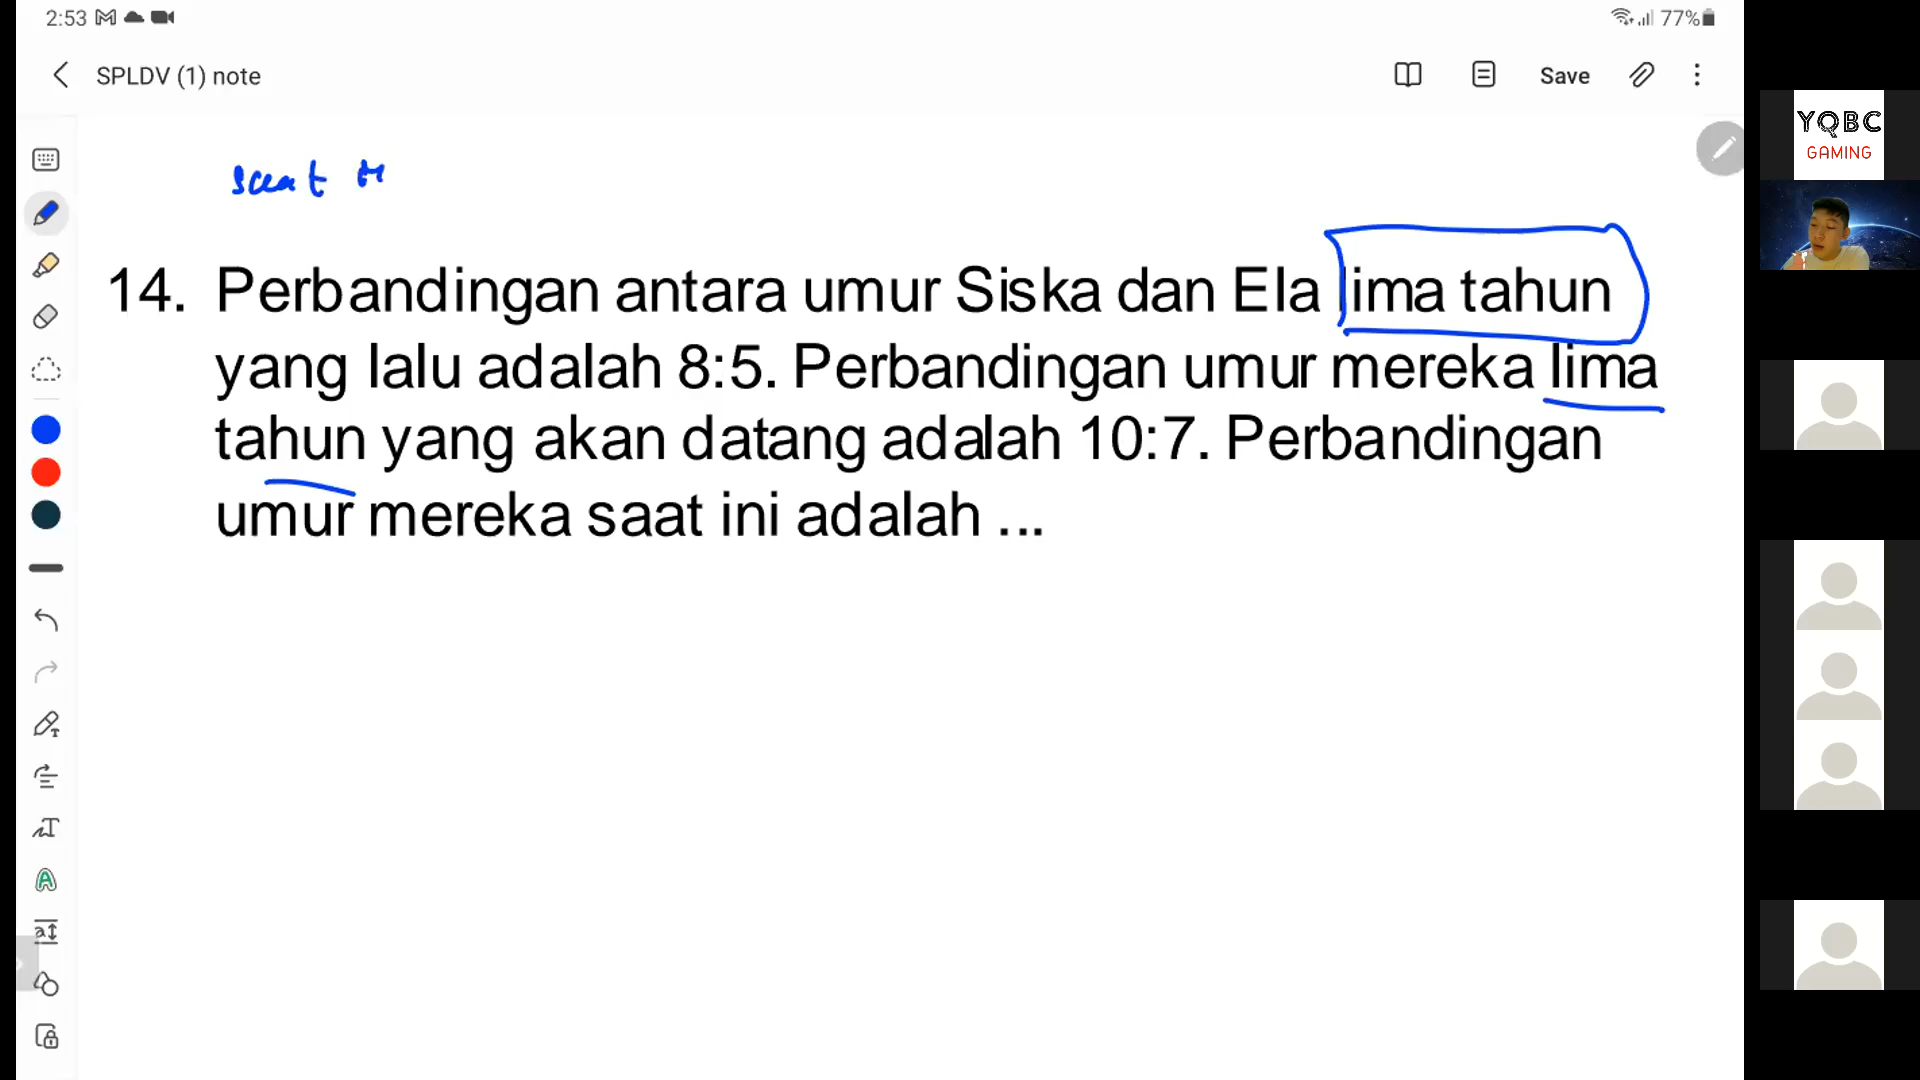 2:53
77%
SPLDV (1) note
Save
YQBC
GAMING
saat
14. Perbandingan antara umur Siska dan Ela lima tahun
yang lalu adalah 8:5. Perbandingan umur mereka lima
tahun yang akan datang adalah 10:7. Perbandingan
umur mereka saat ini adalah ...